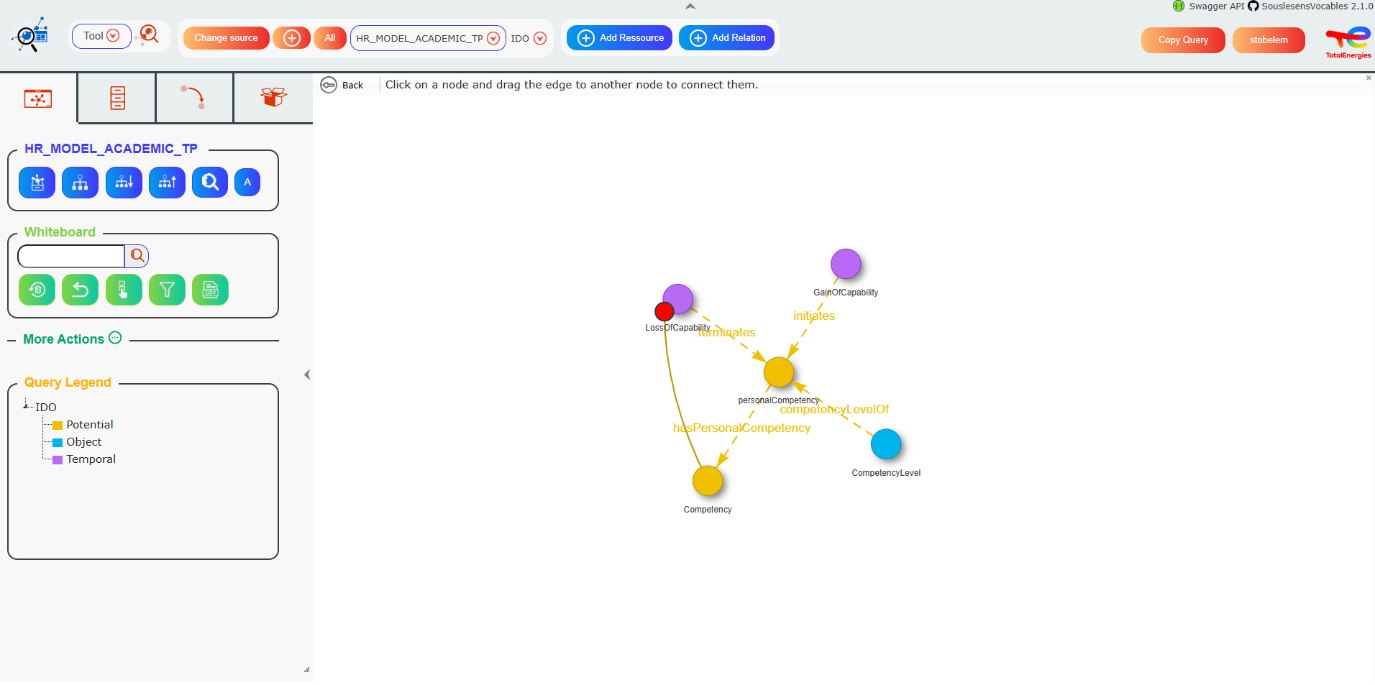 Swagger API SouslesensVocables 2.1.0
Tool
Change source
All
HR_MODEL_ACADEMIC_TP
IDO
Add Ressource
Add Relation
Copy Query
stobelem
TotalEnergies
Back
Click on a node and drag the edge to another node to connect them.
HR_MODEL_ACADEMIC_TP
Whiteboard
CSV
More Actions
Query Legend
IDO
Potential
Object
Temporal
GainOfCapability
initiates
LossOfCapability
terminates
personalCompetency
competencyLevelOf
hasPersonalCompetency
CompetencyLevel
Competency